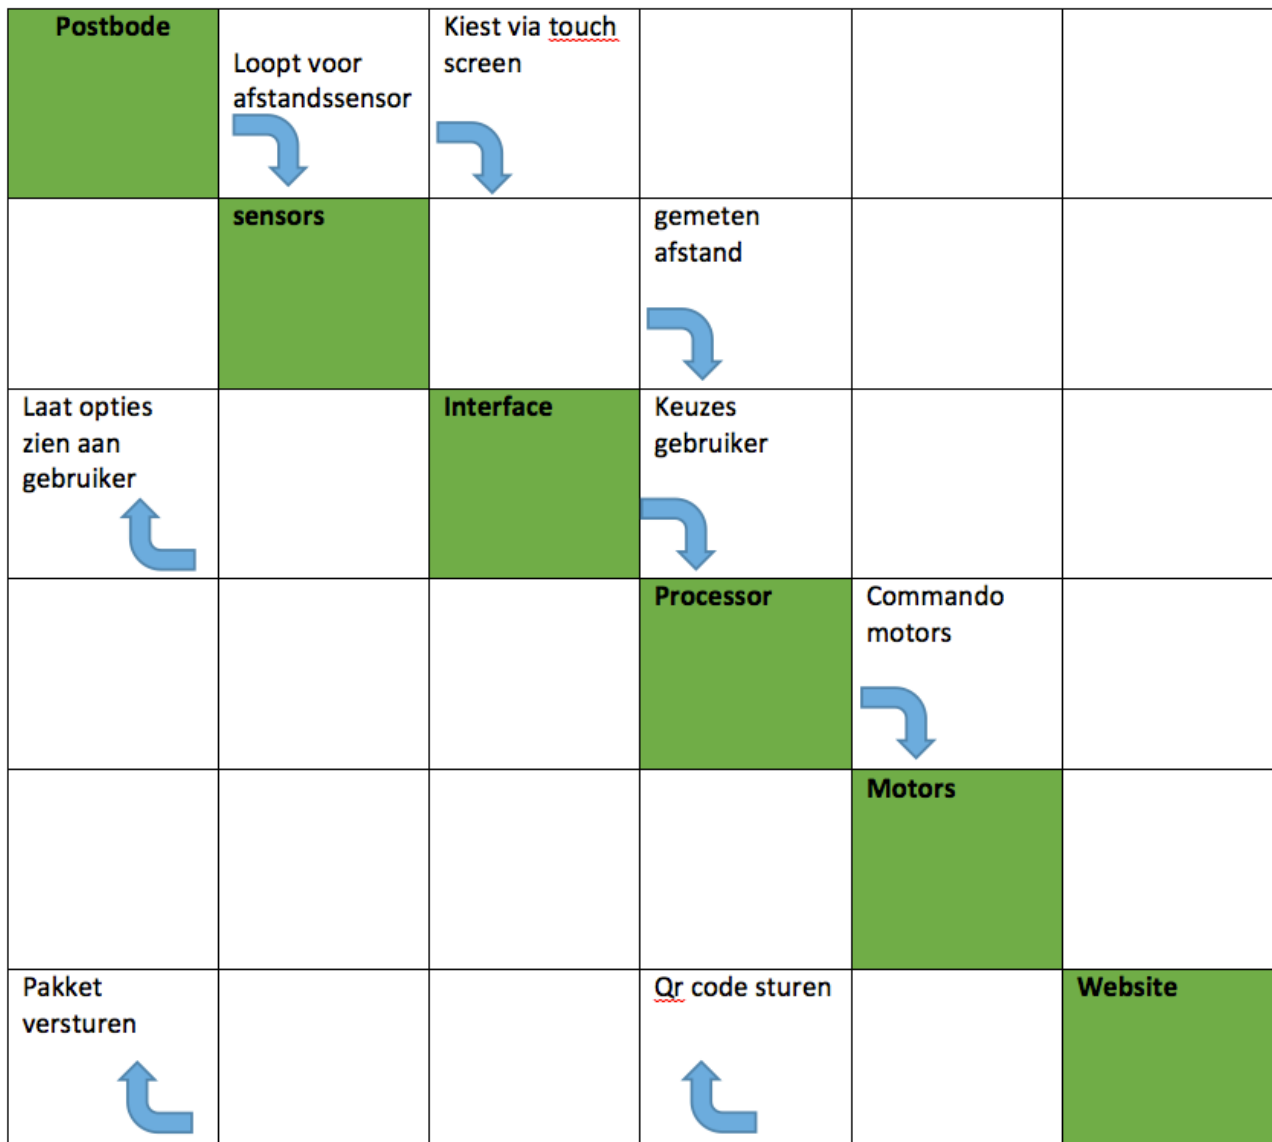 Postbode
Loopt voor
afstandssensor
Kiest via touch
screen
sensors
gemeten
afstand
Laat opties
zien aan
gebruiker
Interface
Keuzes
gebruiker
Processor
Commando
motors
Motors
Pakket
versturen
Qr code sturen
Website